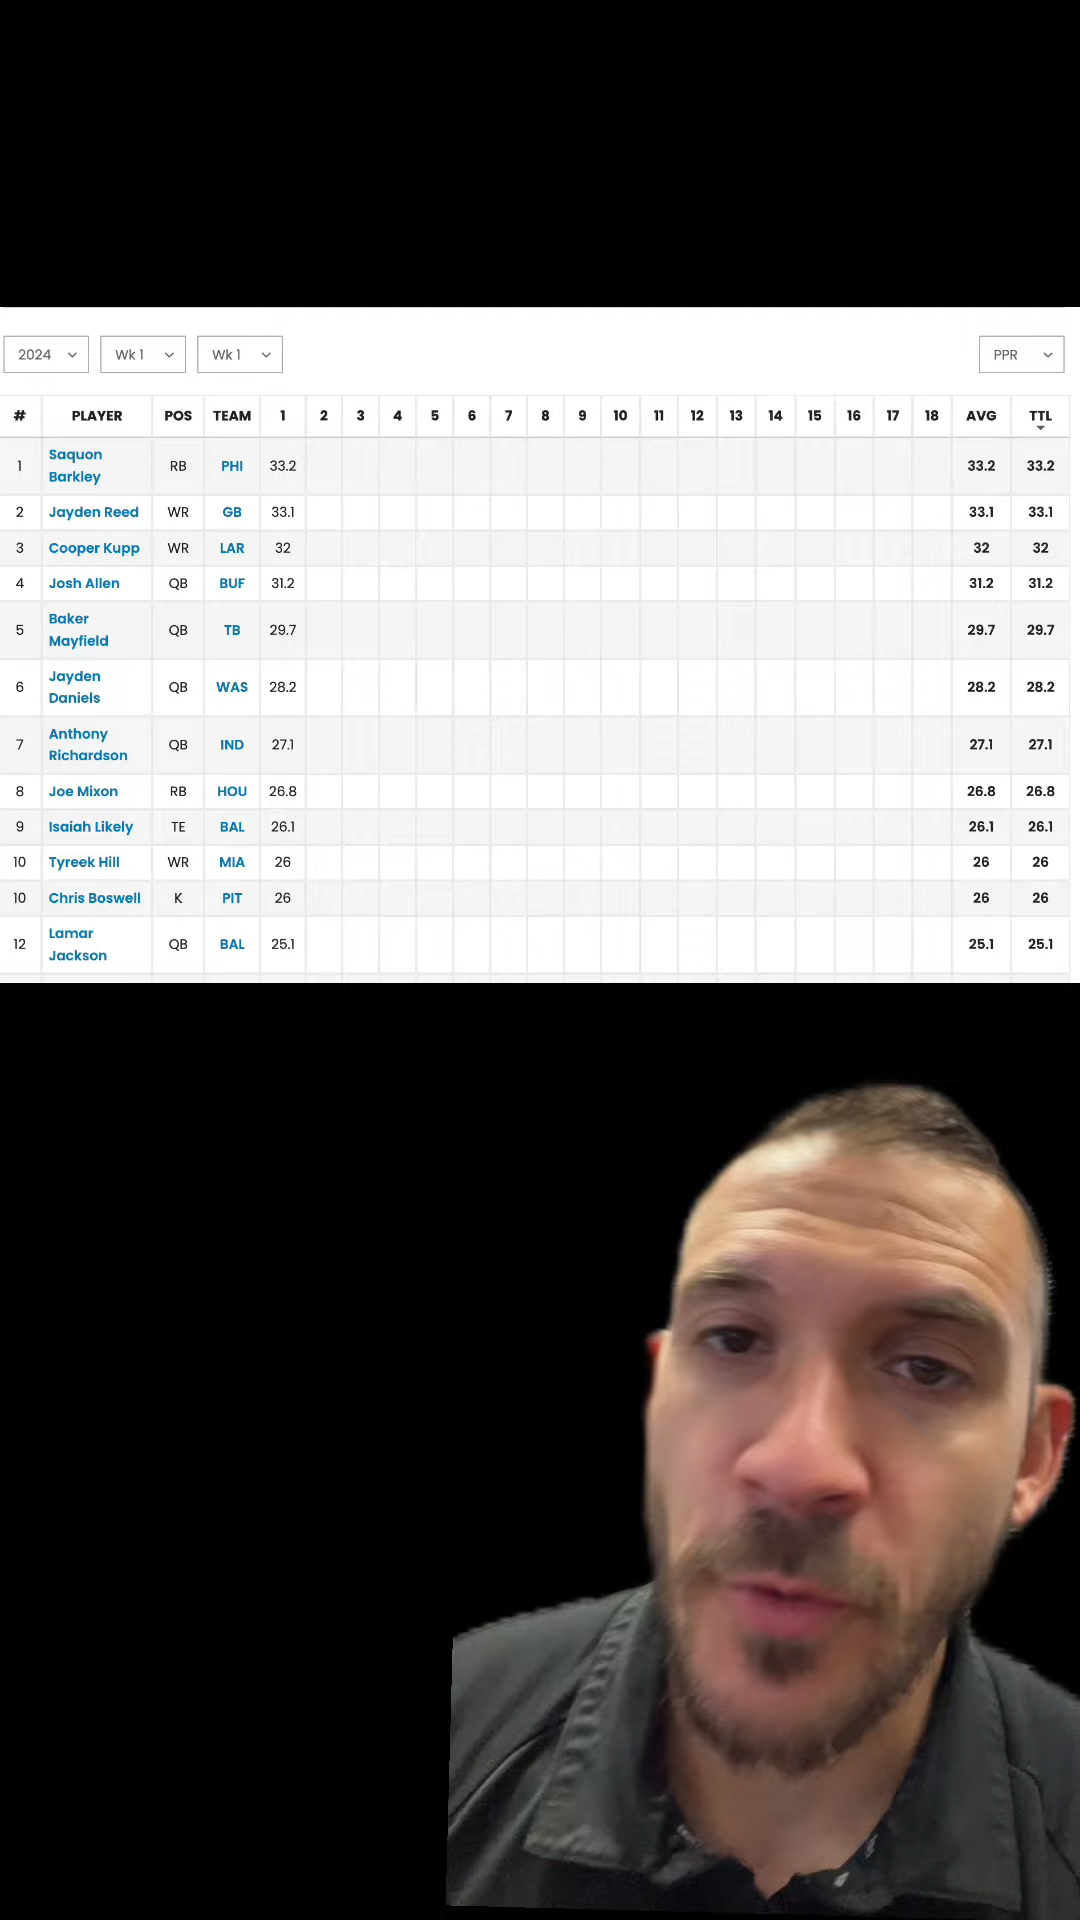 2024 Wk 1 Wk 1 PPR
# PLAYER POS TEAM 1 2 3 4 5 6 7 8 9 10 11 12 13 14 15 16 17 18 AVG TTL
1 Saquon Barkley RB PHI 33.2 33.2 33.2
2 Jayden Reed WR GB 33.1 33.1 33.1
3 Cooper Kupp WR LAR 32 32 32
4 Josh Allen QB BUF 31.2 31.2 31.2
5 Baker Mayfield QB TB 29.7 29.7 29.7
6 Jayden Daniels QB WAS 28.2 28.2 28.2
7 Anthony Richardson QB IND 27.1 27.1 27.1
8 Joe Mixon RB HOU 26.8 26.8 26.8
9 Isaiah Likely TE BAL 26.1 26.1 26.1
10 Tyreek Hill WR MIA 26 26 26
10 Chris Boswell K PIT 26 26 26
12 Lamar Jackson QB BAL 25.1 25.1 25.1